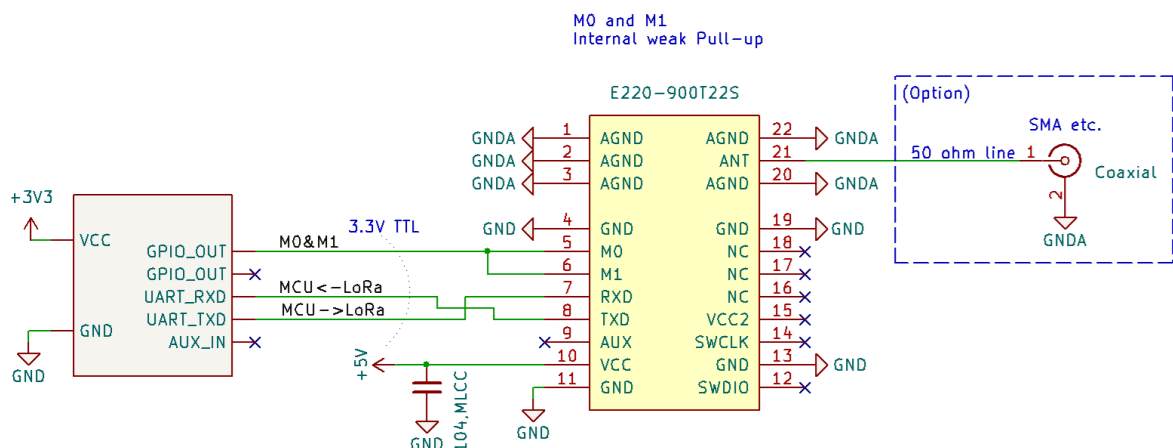 M0 and M1
Internal weak Pull-up
E220-900T22S
(Option)
SMA etc.
50 ohm line
1
Coaxial
2
GNDA
GNDA 1 AGND AGND 22 GNDA
GNDA 2 AGND ANT 21
GNDA 3 AGND AGND 20 GNDA
GND 4 GND GND 19 GND
5 M0 NC 18
6 M1 NC 17
7 RXD NC 16
8 TXD VCC2 15
9 AUX SWCLK 14
10 VCC GND 13 GND
11 GND SWDIO 12
+3V3
VCC
GND
GND
GPIO_OUT
GPIO_OUT
UART_RXD
UART_TXD
AUX_IN
3.3V TTL
M0&M1
MCU<-LoRa
MCU->LoRa
+5V
104,MLCC
GND
GND